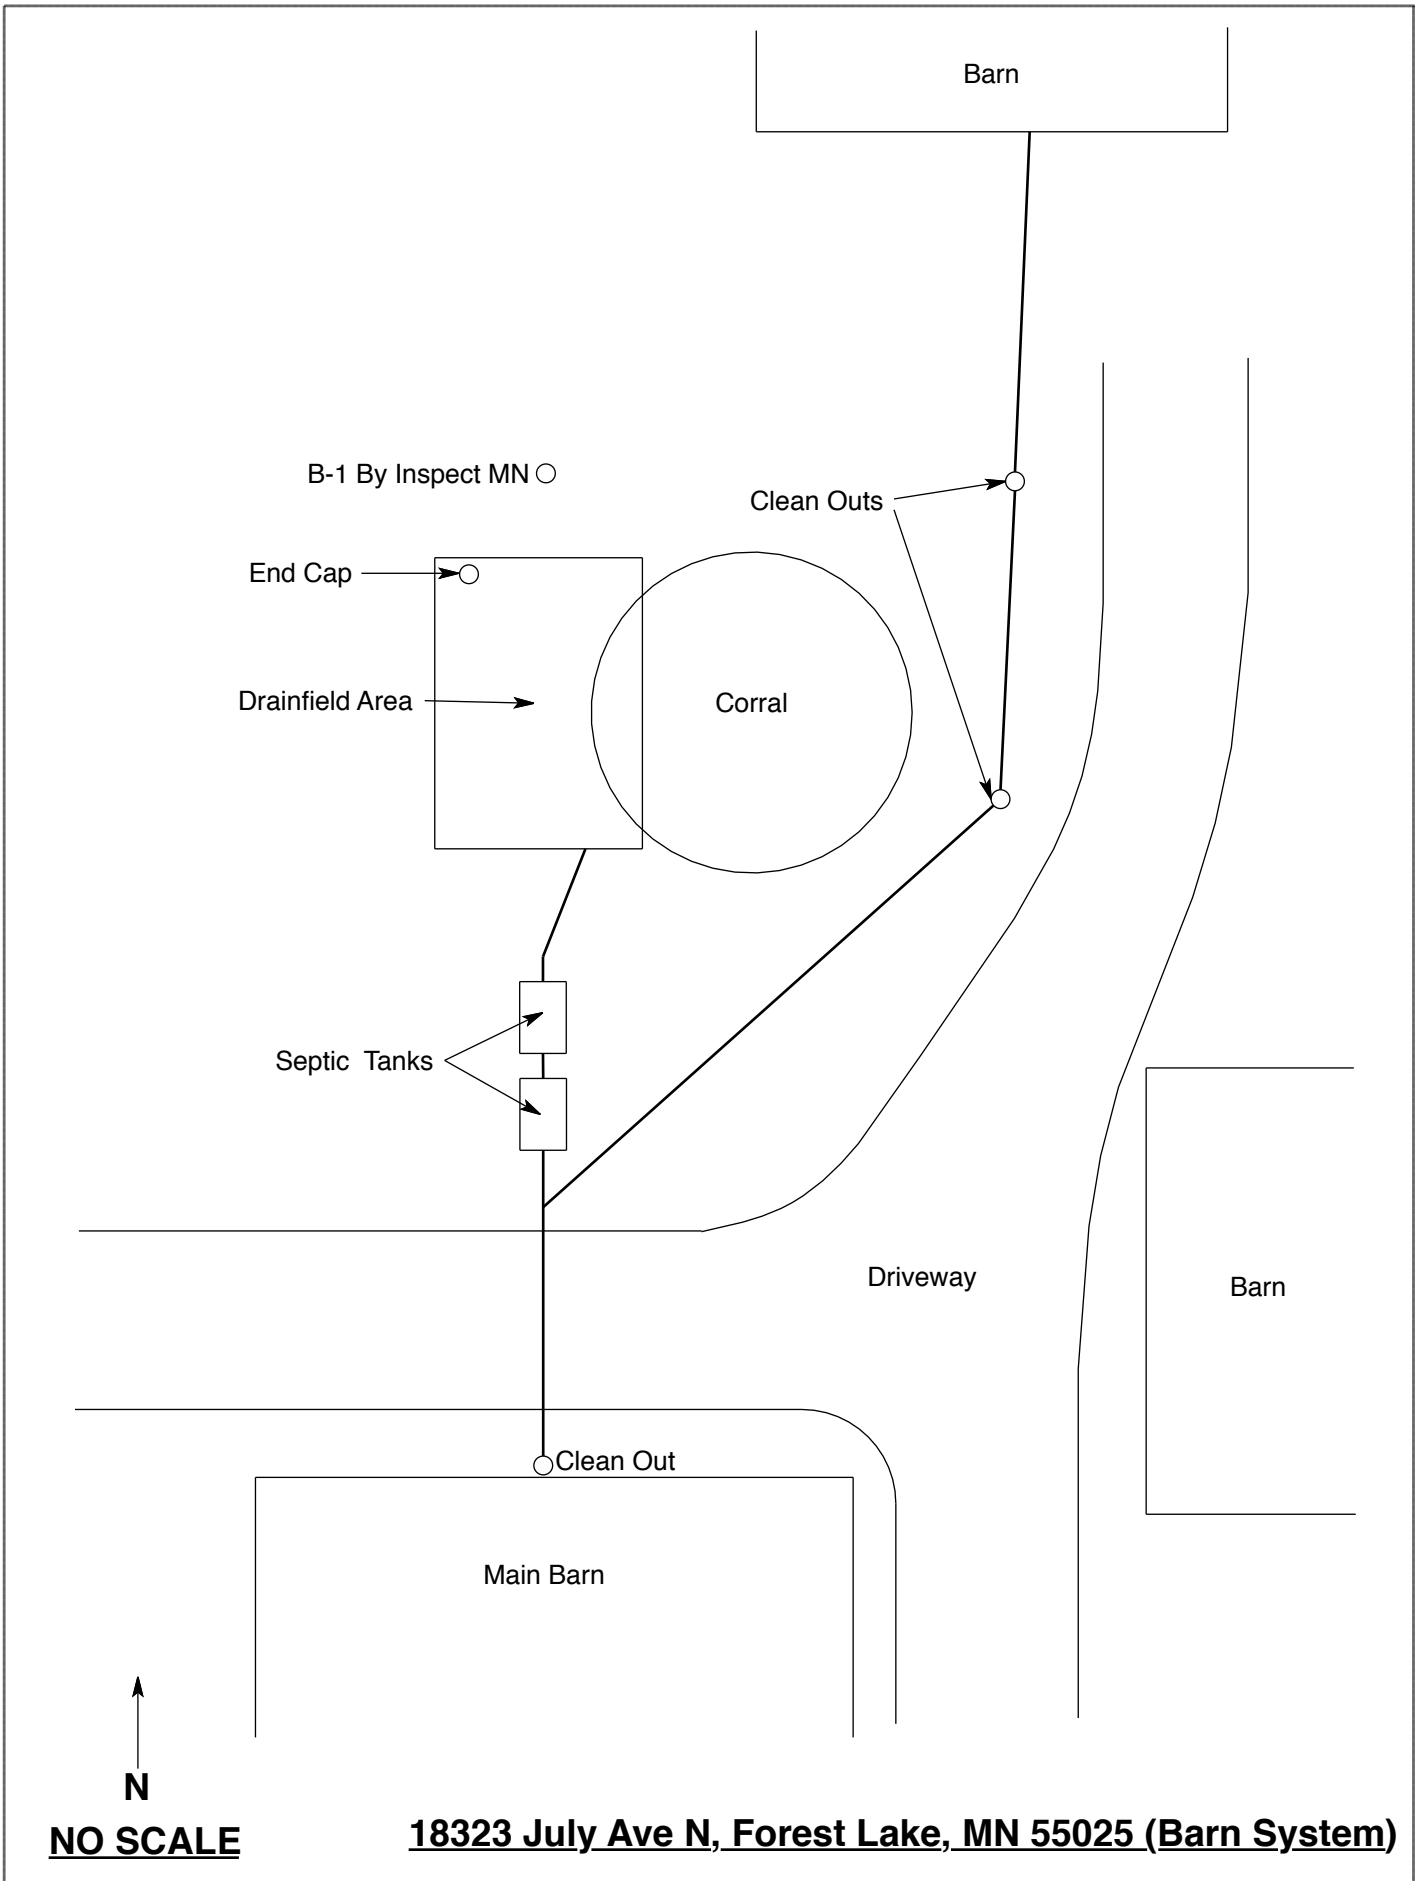 Barn
B-1 By Inspect MN
Clean Outs
End Cap
Drainfield Area
Corral
Septic Tanks
Driveway
Barn
Clean Out
Main Barn
N
NO SCALE
18323 July Ave N, Forest Lake, MN 55025 (Barn System)